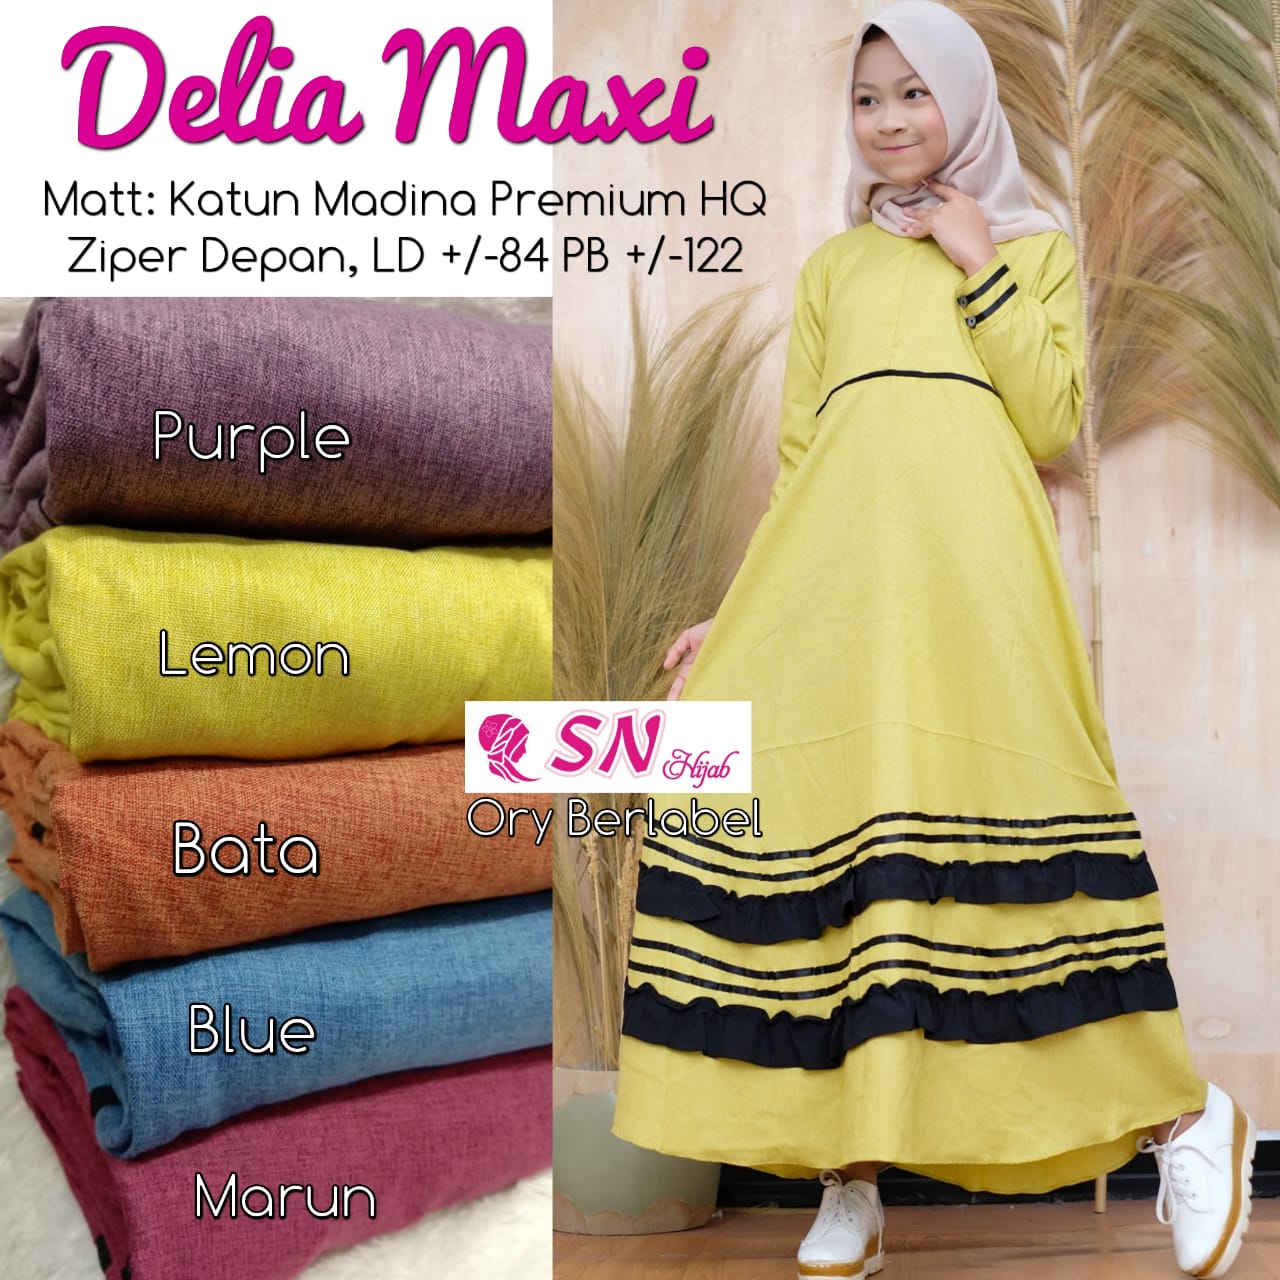 Delia Maxi
Matt: Katun Madina Premium HQ
Ziper Depan, LD +/-84 PB +/-122
Purple
Lemon
SN Hijab
Ory Berlabel
Bata
Blue
Marun